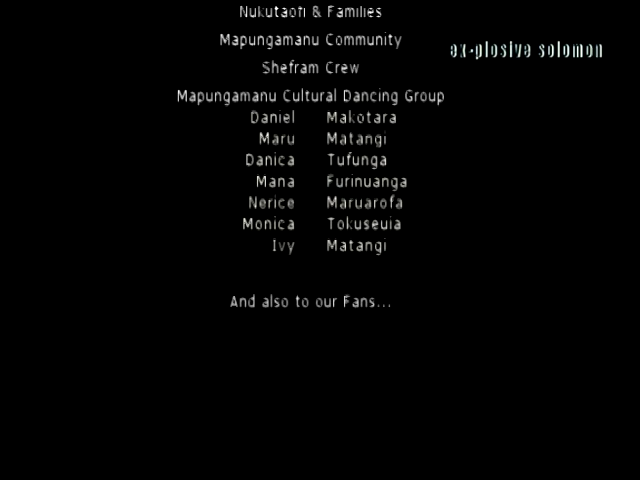 Nukutaofi & Families
Mapungamanu Community
ex-plosive solomon
Shefram Crew
Mapungamanu Cultural Dancing Group
Daniel Makotara
Maru Matangi
Danica Tufunga
Mana Furinuanga
Nerice Maruarofa
Monica Tokuseuia
Ivy Matangi
And also to our Fans...